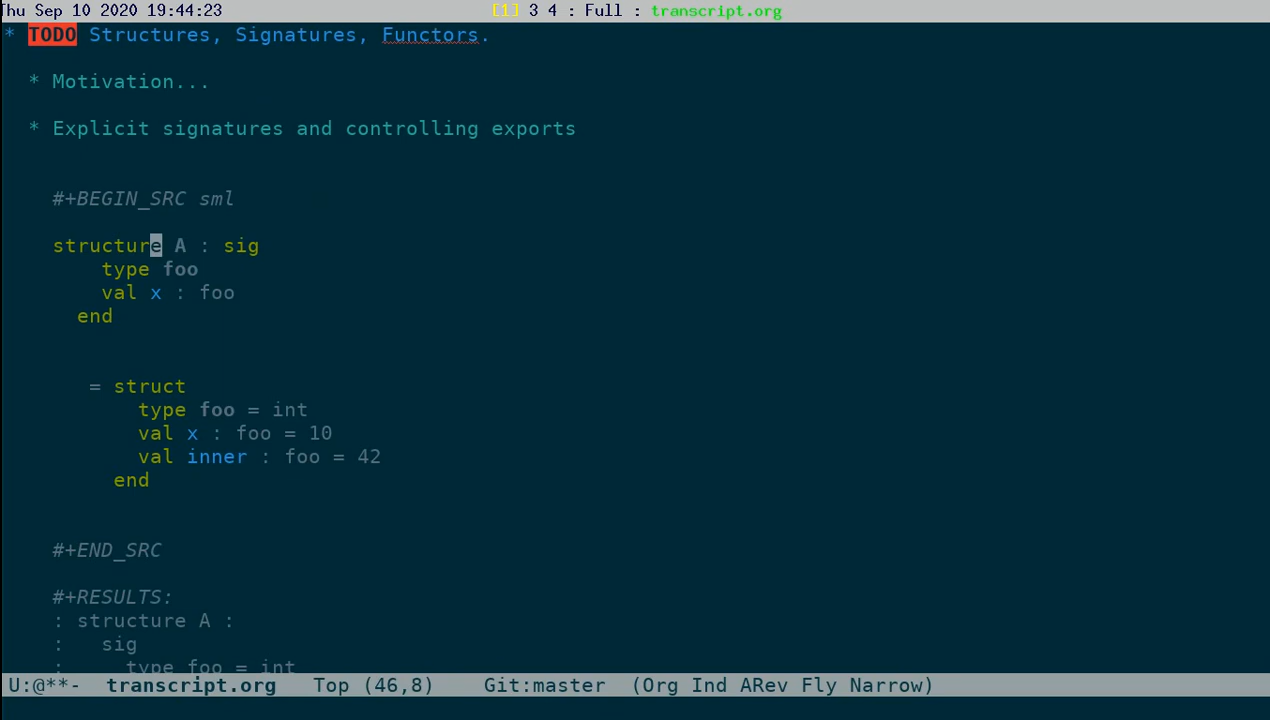 Thu Sep 10 2020 19:44:23 [1] 3 4 : Full : transcript.org
* TODO Structures, Signatures, Functors.
* Motivation...
* Explicit signatures and controlling exports
#+BEGIN_SRC sml
structure A : sig
type foo
val x : foo
end
= struct
type foo = int
val x : foo = 10
val inner : foo = 42
end
#+END_SRC
#+RESULTS:
: structure A :
: sig
: type foo = int
U:@**- transcript.org Top (46,8) Git:master (Org Ind ARev Fly Narrow)